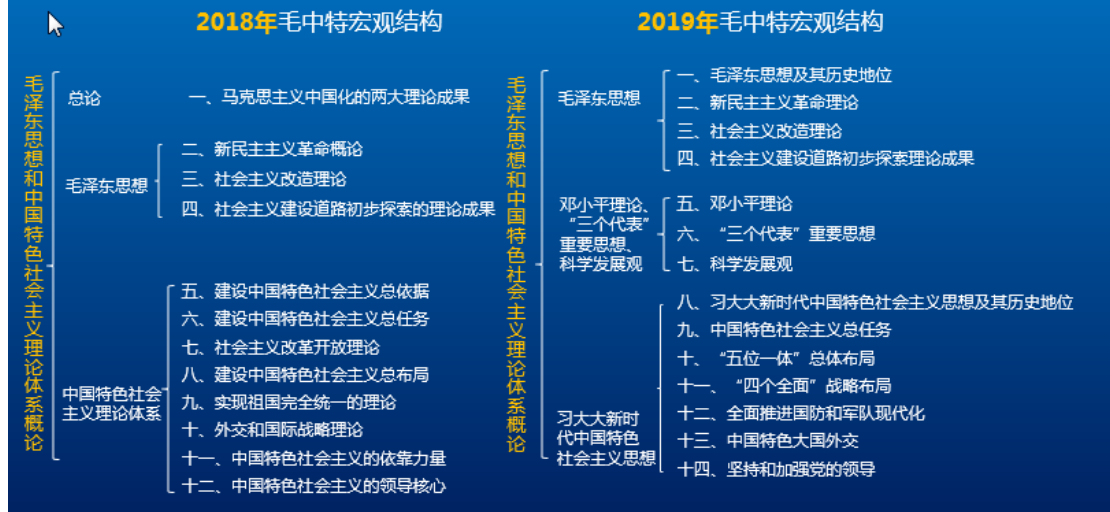 2018年毛中特宏观结构
毛泽东思想和中国特色社会主义理论体系概论
总论
一、马克思主义中国化的两大理论成果
毛泽东思想
二、新民主主义革命概论
三、社会主义改造理论
四、社会主义建设道路初步探索的理论成果
中国特色社会
主义理论体系
五、建设中国特色社会主义总依据
六、建设中国特色社会主义总任务
七、社会主义改革开放理论
八、建设中国特色社会主义总布局
九、实现祖国完全统一的理论
十、外交和国际战略理论
十一、中国特色社会主义的依靠力量
十二、中国特色社会主义的领导核心
2019年毛中特宏观结构
毛泽东思想和中国特色社会主义理论体系概论
毛泽东思想
一、毛泽东思想及其历史地位
二、新民主主义革命理论
三、社会主义改造理论
四、社会主义建设道路初步探索理论成果
邓小平理论、
“三个代表”
重要思想、
科学发展观
五、邓小平理论
六、“三个代表”重要思想
七、科学发展观
习大大新时
代中国特色
社会主义思想
八、习大大新时代中国特色社会主义思想及其历史地位
九、中国特色社会主义总任务
十、“五位一体”总体布局
十一、“四个全面”战略布局
十二、全面推进国防和军队现代化
十三、中国特色大国外交
十四、坚持和加强党的领导